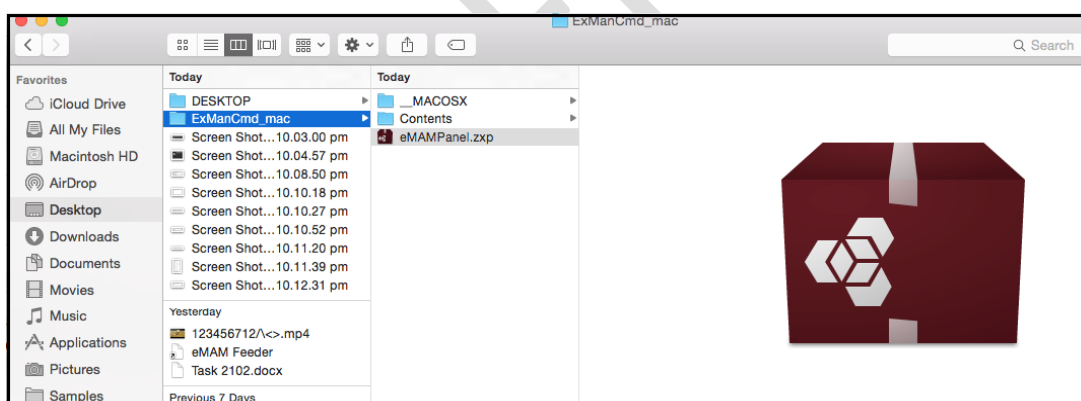 ExManCmd_mac
Search
Favorites
iCloud Drive
All My Files
Macintosh HD
AirDrop
Desktop
Downloads
Documents
Movies
Music
Applications
Pictures
Samples
Today
DESKTOP
ExManCmd_mac
Screen Shot...10.03.00 pm
Screen Shot...10.04.57 pm
Screen Shot...10.08.50 pm
Screen Shot...10.10.18 pm
Screen Shot...10.10.27 pm
Screen Shot...10.10.52 pm
Screen Shot...10.11.20 pm
Screen Shot...10.11.39 pm
Screen Shot...10.12.31 pm
Yesterday
123456712/\<>.mp4
eMAM Feeder
Task 2102.docx
Previous 7 Days
Today
__MACOSX
Contents
eMAMPanel.zxp